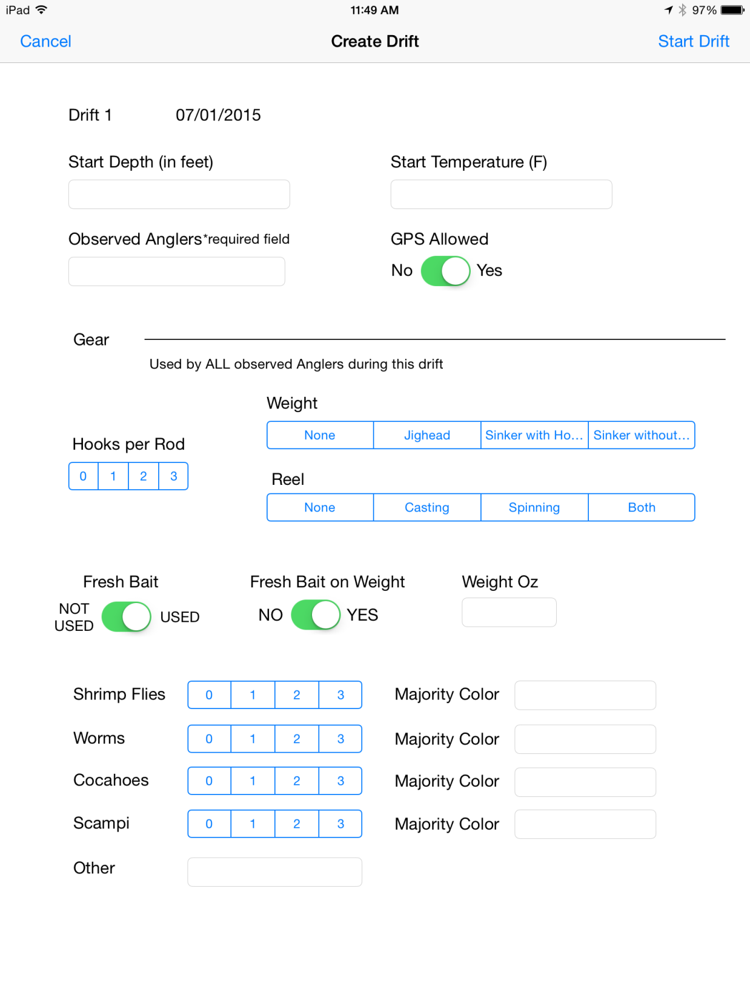 iPad 11:49 AM 97%
Cancel Create Drift Start Drift
Drift 1 07/01/2015
Start Depth (in feet) Start Temperature (F)
Observed Anglers*required field GPS Allowed
No Yes
Gear
Used by ALL observed Anglers during this drift
Weight
None Jighead Sinker with Ho... Sinker without...
Hooks per Rod
0 1 2 3
Reel
None Casting Spinning Both
Fresh Bait Fresh Bait on Weight Weight Oz
NOT USED USED NO YES
Shrimp Flies 0 1 2 3 Majority Color
Worms 0 1 2 3 Majority Color
Cocahoes 0 1 2 3 Majority Color
Scampi 0 1 2 3 Majority Color
Other